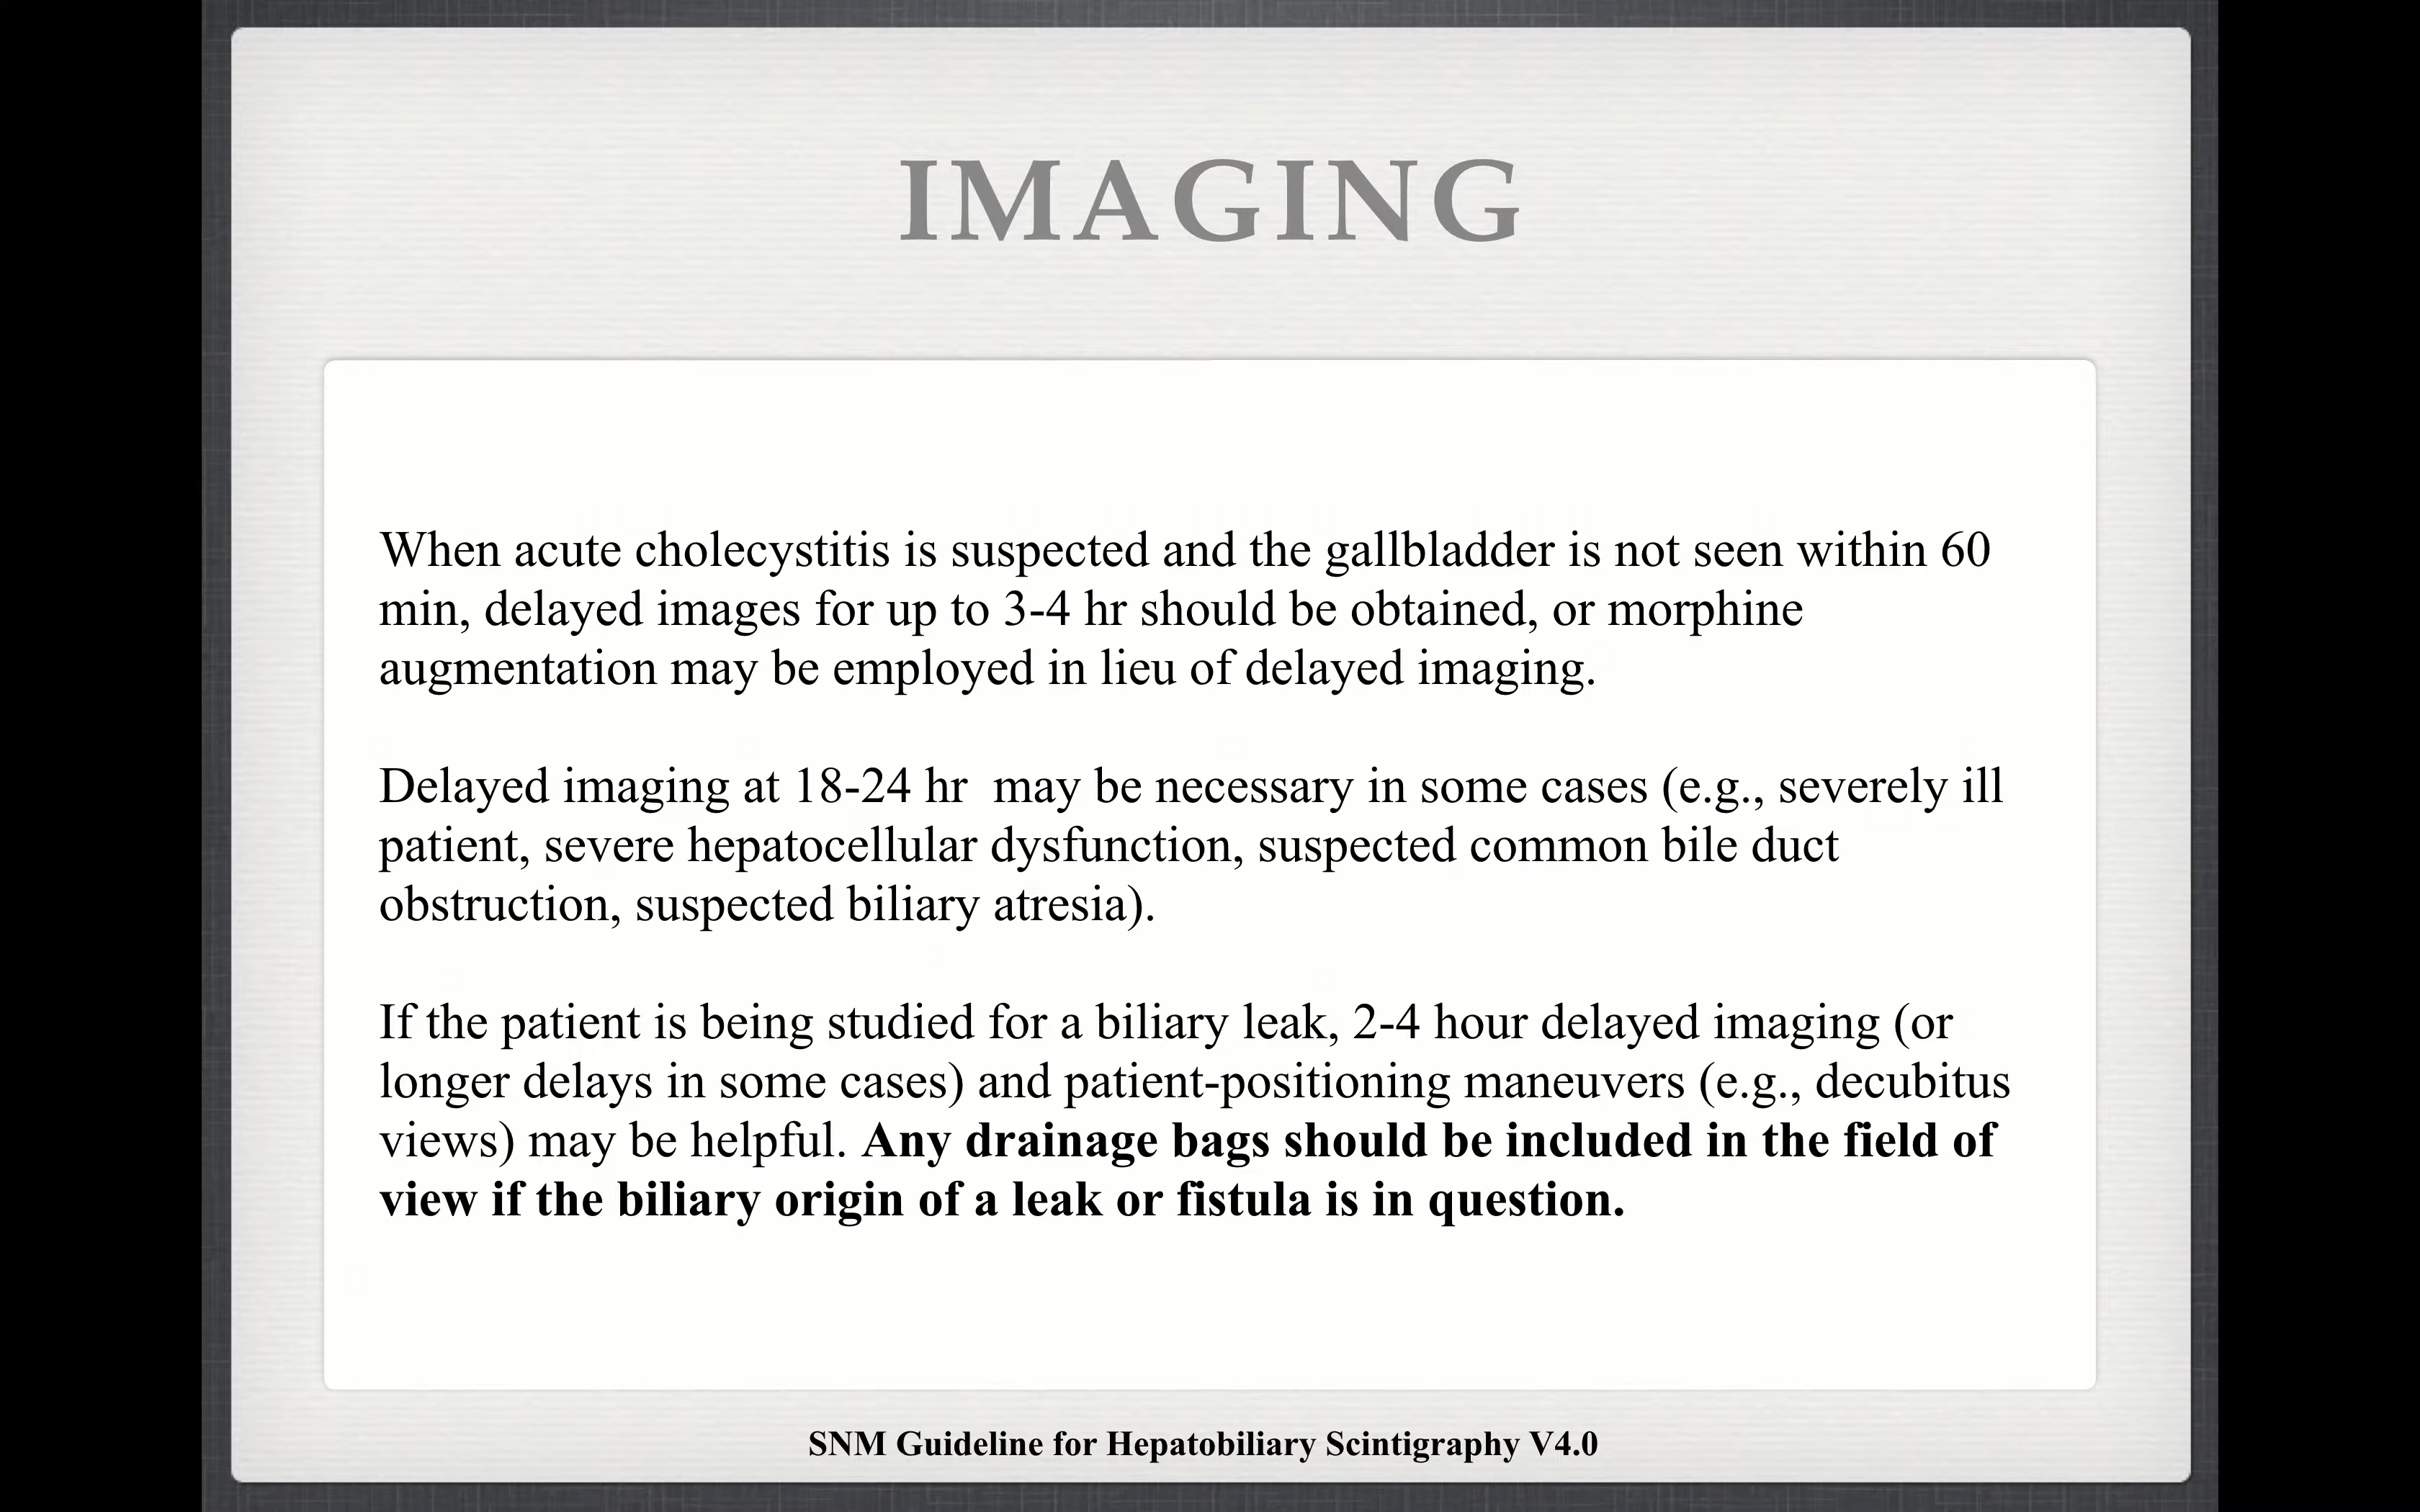 IMAGING
When acute cholecystitis is suspected and the gallbladder is not seen within 60
min, delayed images for up to 3-4 hr should be obtained, or morphine
augmentation may be employed in lieu of delayed imaging.
Delayed imaging at 18-24 hr  may be necessary in some cases (e.g., severely ill
patient, severe hepatocellular dysfunction, suspected common bile duct
obstruction, suspected biliary atresia).
If the patient is being studied for a biliary leak, 2-4 hour delayed imaging (or
longer delays in some cases) and patient-positioning maneuvers (e.g., decubitus
views) may be helpful. Any drainage bags should be included in the field of
view if the biliary origin of a leak or fistula is in question.
SNM Guideline for Hepatobiliary Scintigraphy V4.0